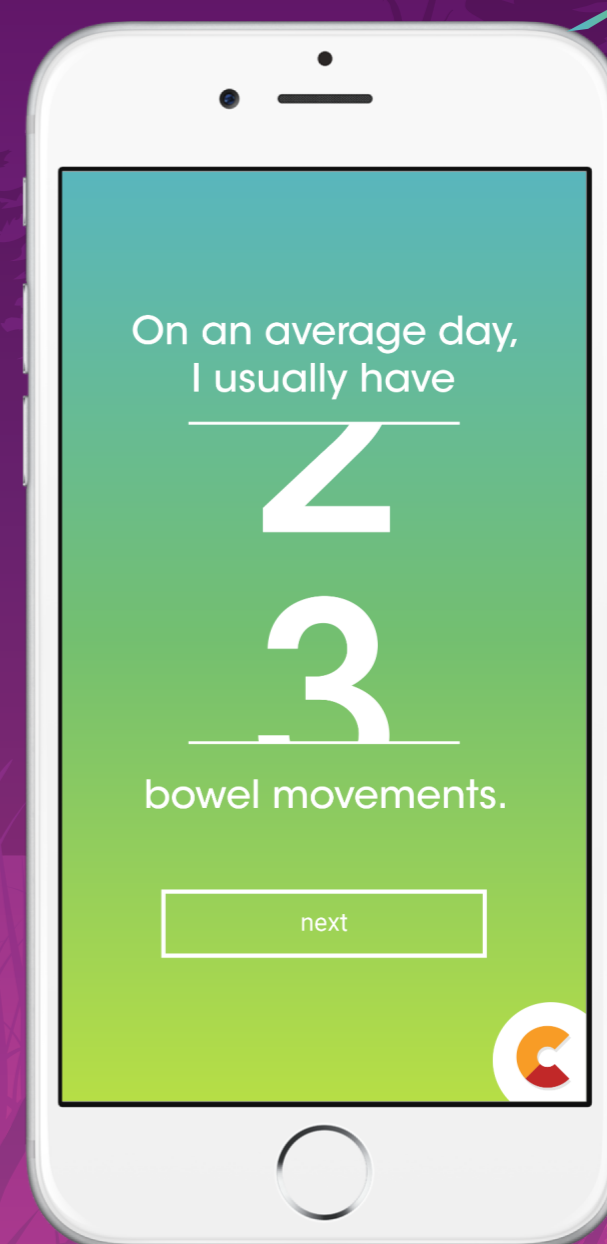 On an average day,
I usually have
2
3
bowel movements.
next